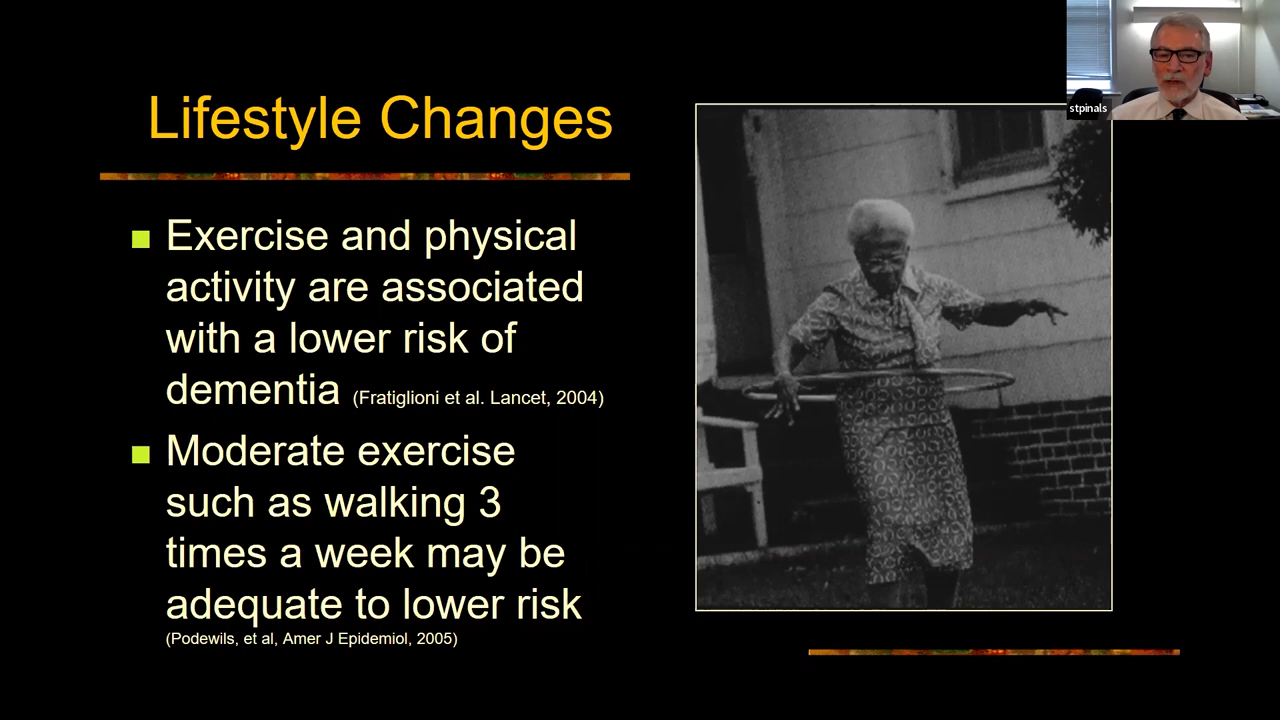 stpinals
Lifestyle Changes
Exercise and physical
activity are associated
with a lower risk of
dementia (Fratiglioni et al. Lancet, 2004)
Moderate exercise
such as walking 3
times a week may be
adequate to lower risk
(Podewils, et al, Amer J Epidemiol, 2005)